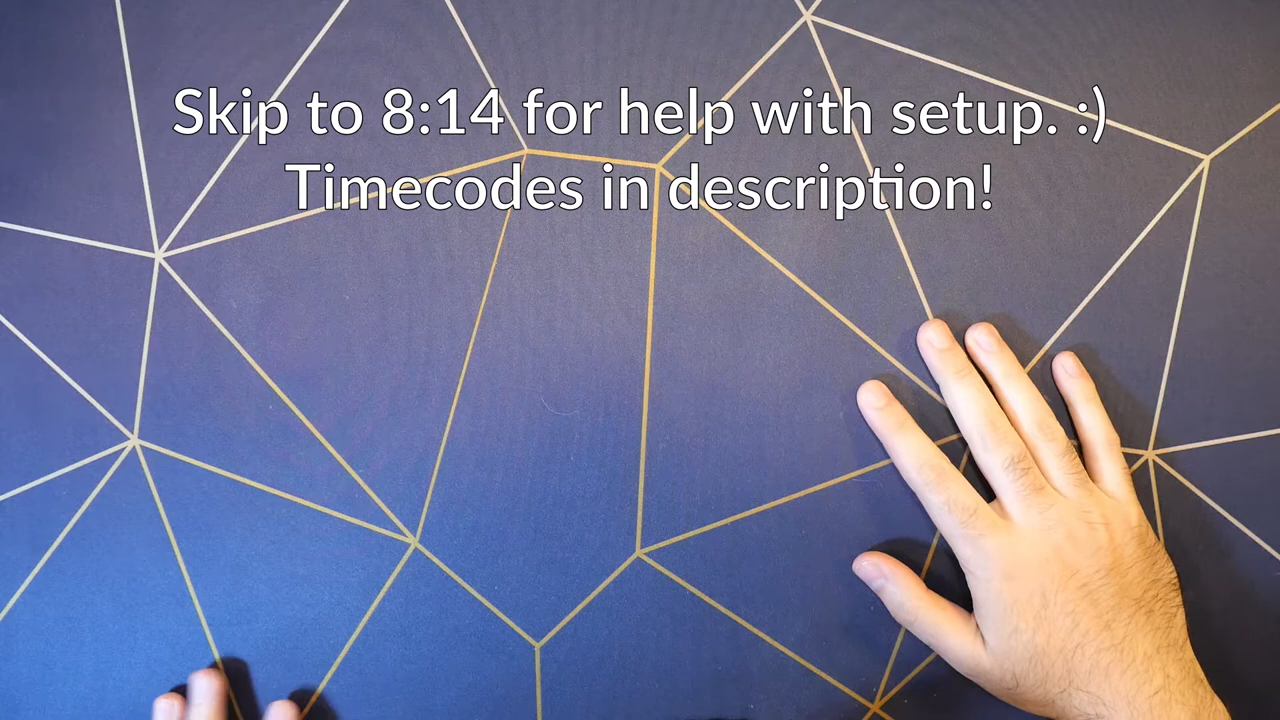 Skip to 8:14 for help with setup. :)
Timecodes in description!